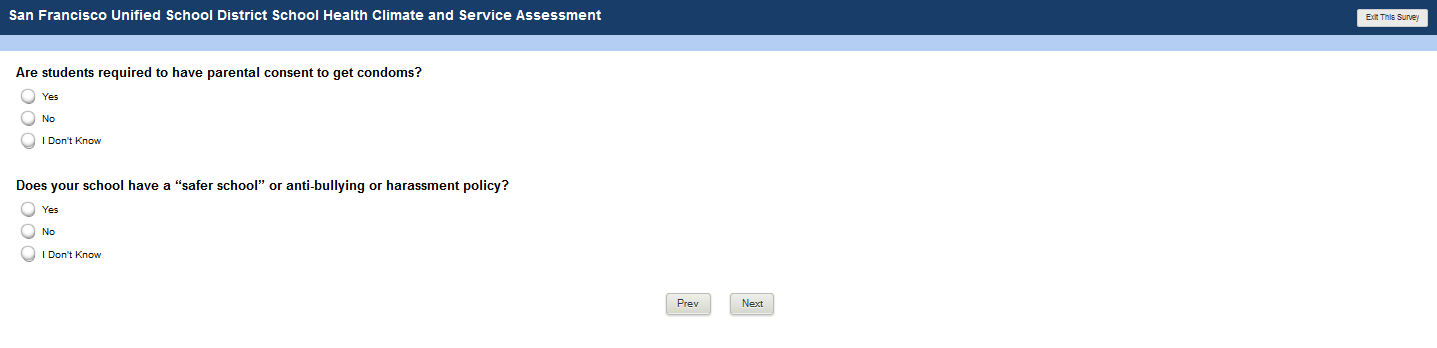 San Francisco Unified School District School Health Climate and Service Assessment
Exit This Survey
Are students required to have parental consent to get condoms?
Yes
No
I Don't Know
Does your school have a “safer school” or anti-bullying or harassment policy?
Yes
No
I Don't Know
Prev
Next